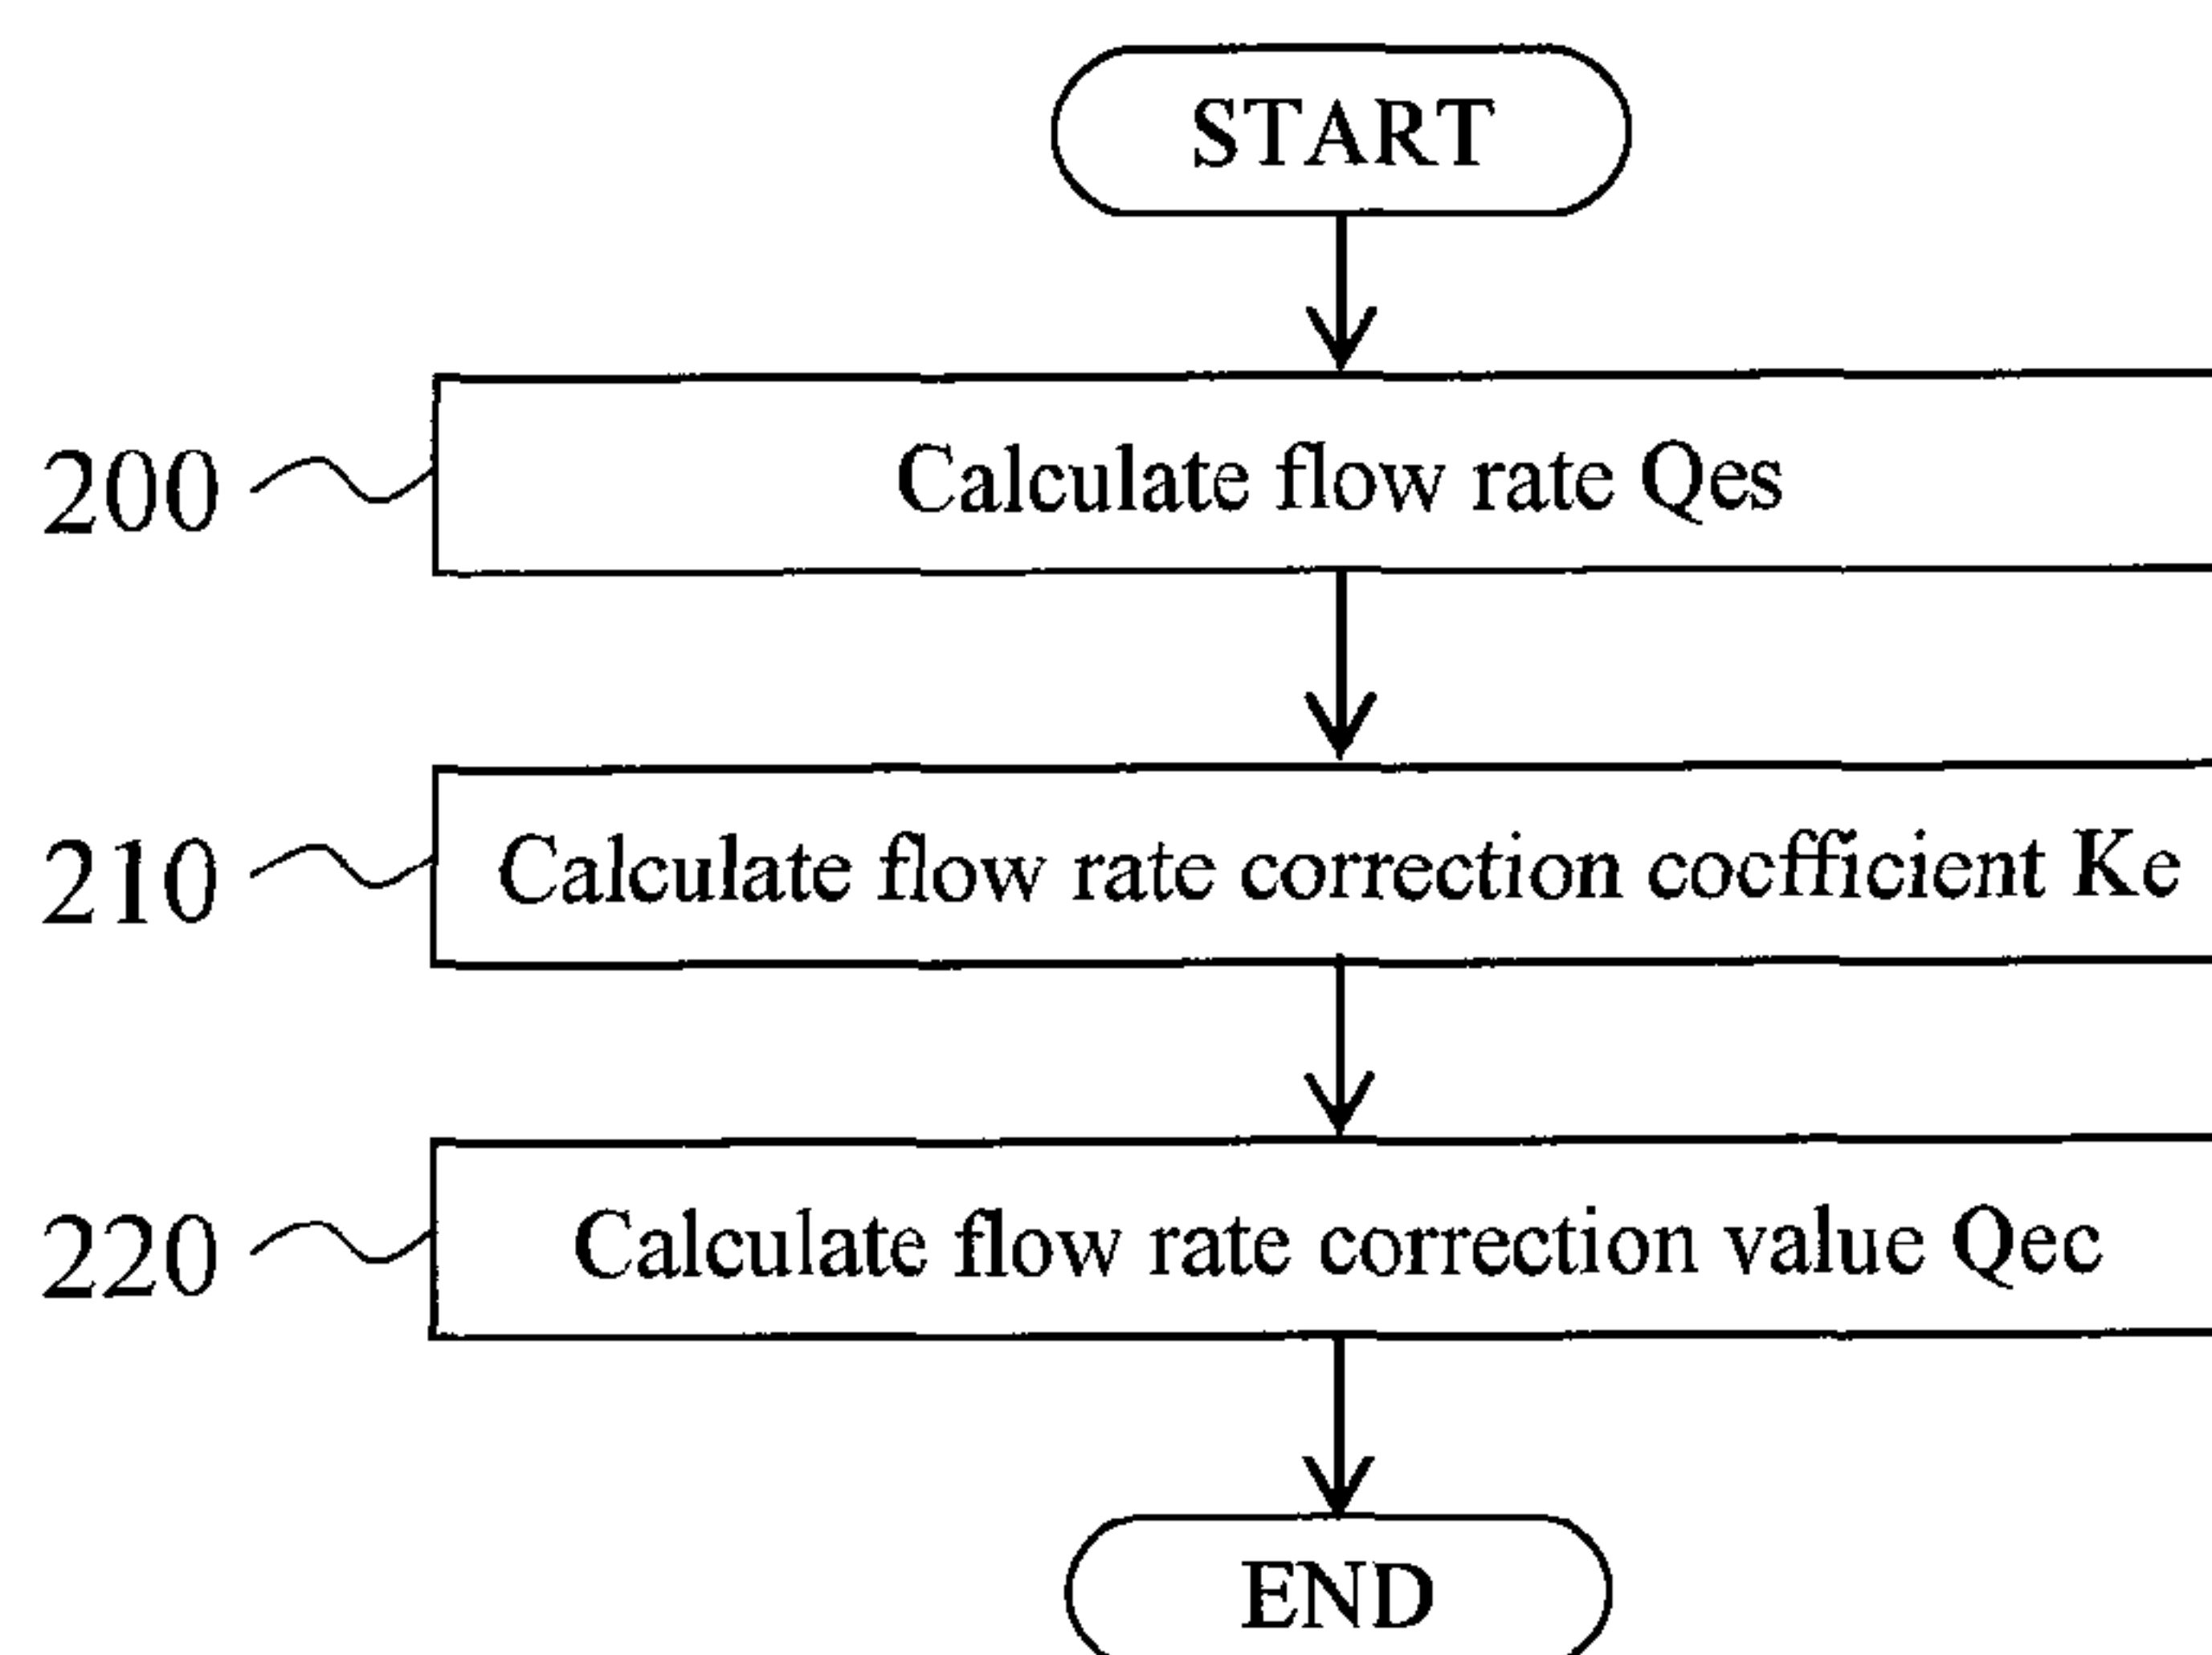 START
200
Calculate flow rate Qes
210
Calculate flow rate correction cocfficient Ke
220
Calculate flow rate correction value Qec
END